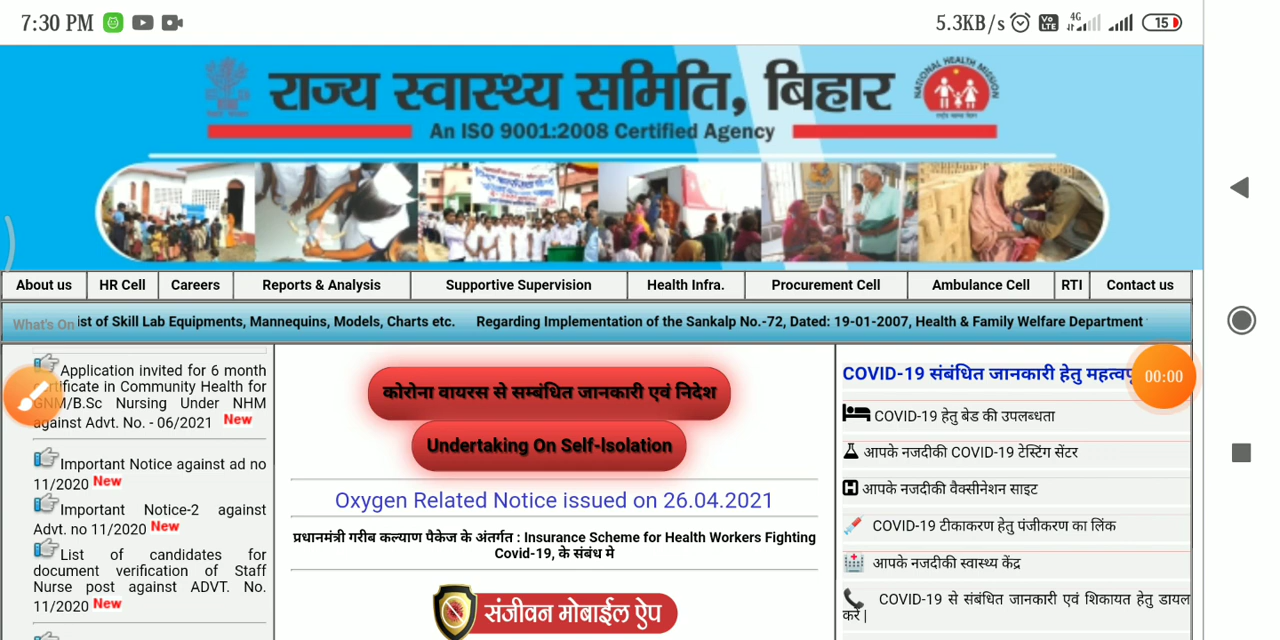 7:30 PM
5.3KB/s
Vo LTE
4G
15
राज्य स्वास्थ्य समिति, बिहार
NATIONAL HEALTH MISSION
An ISO 9001:2008 Certified Agency
About us HR Cell Careers Reports & Analysis Supportive Supervision Health Infra. Procurement Cell Ambulance Cell RTI Contact us
What's On ist of Skill Lab Equipments, Mannequins, Models, Charts etc. Regarding Implementation of the Sankalp No.-72, Dated: 19-01-2007, Health & Family Welfare Department
Application invited for 6 month
certificate in Community Health for
GNM/B.Sc Nursing Under NHM
against Advt. No. - 06/2021 New
Important Notice against ad no
11/2020 New
Important Notice-2 against
Advt. no 11/2020 New
List of candidates for
document verification of Staff
Nurse post against ADVT. No.
11/2020 New
कोरोना वायरस से सम्बंधित जानकारी एवं निदेश
Undertaking On Self-Isolation
Oxygen Related Notice issued on 26.04.2021
प्रधानमंत्री गरीब कल्याण पैकेज के अंतर्गत : Insurance Scheme for Health Workers Fighting
Covid-19, के संबंध मे
संजीवन मोबाईल ऐप
COVID-19 संबंधित जानकारी हेतु महत्वपू
00:00
COVID-19 हेतु बेड की उपलब्धता
आपके नजदीकी COVID-19 टेस्टिंग सेंटर
आपके नजदीकी वैक्सीनेशन साइट
COVID-19 टीकाकरण हेतु पंजीकरण का लिंक
आपके नजदीकी स्वास्थ्य केंद्र
COVID-19 से संबंधित जानकारी एवं शिकायत हेतु डायल
करें |